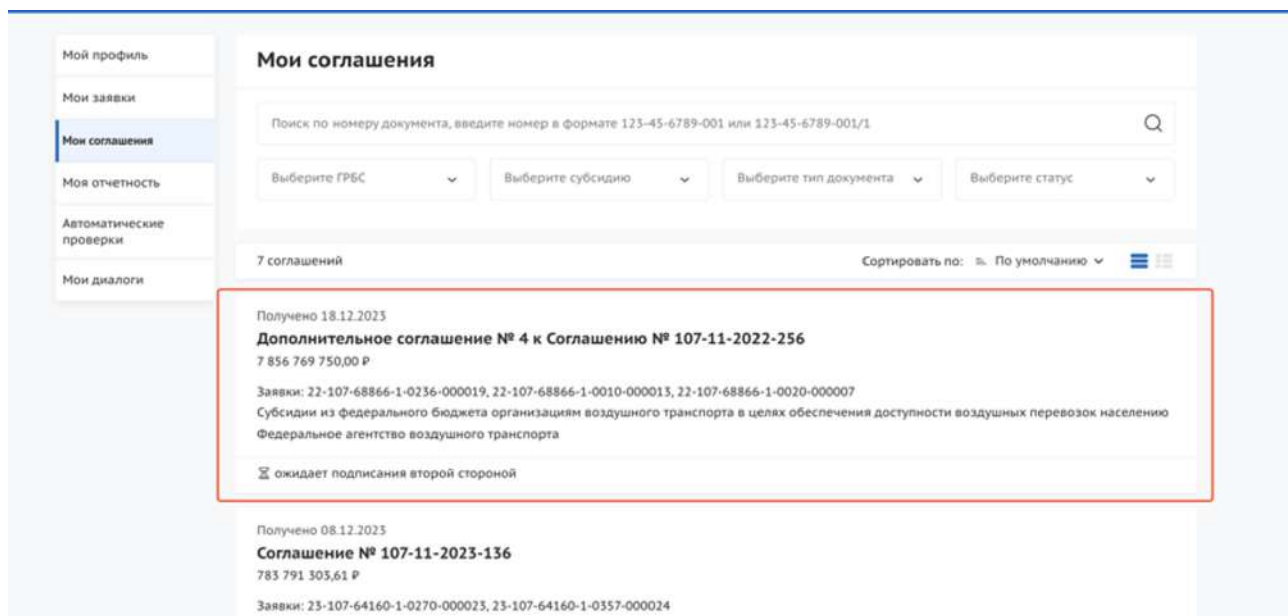 Мой профиль
Мои заявки
Мои соглашения
Моя отчетность
Автоматические
проверки
Мои диалоги
Мои соглашения
Поиск по номеру документа, введите номер в формате 123-45-6789-001 или 123-45-6789-001/1
Выберите ГРБС
Выберите субсидию
Выберите тип документа
Выберите статус
7 соглашений
Сортировать по: По умолчанию
Получено 18.12.2023
Дополнительное соглашение № 4 к Соглашению № 107-11-2022-256
7 856 769 750,00 ₽
Заявки: 22-107-68866-1-0236-000019, 22-107-68866-1-0010-000013, 22-107-68866-1-0020-000007
Субсидии из федерального бюджета организациям воздушного транспорта в целях обеспечения доступности воздушных перевозок населению
Федеральное агентство воздушного транспорта
ожидает подписания второй стороной
Получено 08.12.2023
Соглашение № 107-11-2023-136
783 791 303,61 ₽
Заявки: 23-107-64160-1-0270-000023, 23-107-64160-1-0357-000024